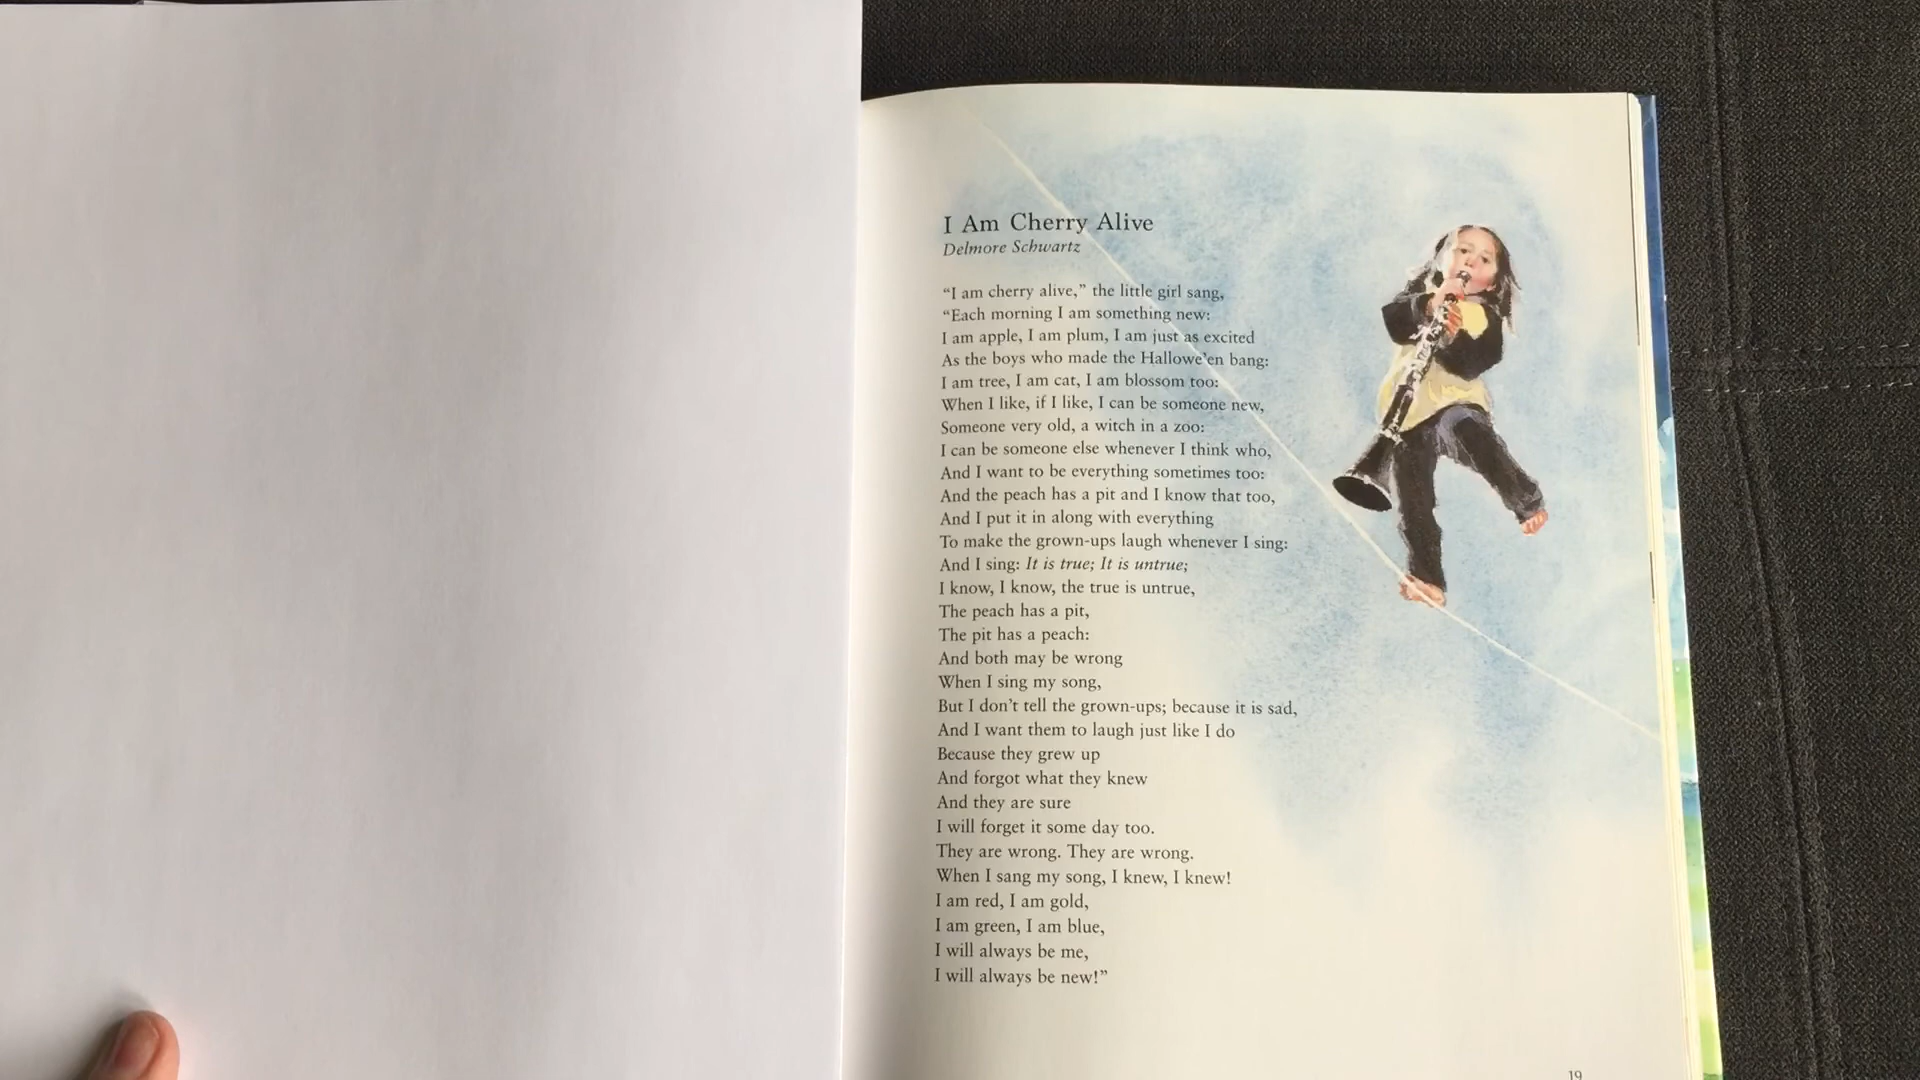 I Am Cherry Alive
Delmore Schwartz
“I am cherry alive,” the little girl sang,
“Each morning I am something new:
I am apple, I am plum, I am just as excited
As the boys who made the Hallowe’en bang:
I am tree, I am cat, I am blossom too:
When I like, if I like, I can be someone new,
Someone very old, a witch in a zoo:
I can be someone else whenever I think who,
And I want to be everything sometimes too:
And the peach has a pit and I know that too,
And I put it in along with everything
To make the grown-ups laugh whenever I sing:
And I sing: It is true; It is untrue;
I know, I know, the true is untrue,
The peach has a pit,
The pit has a peach:
And both may be wrong
When I sing my song,
But I don’t tell the grown-ups; because it is sad,
And I want them to laugh just like I do
Because they grew up
And forgot what they knew
And they are sure
I will forget it some day too.
They are wrong. They are wrong.
When I sang my song, I knew, I knew!
I am red, I am gold,
I am green, I am blue,
I will always be me,
I will always be new!”
19